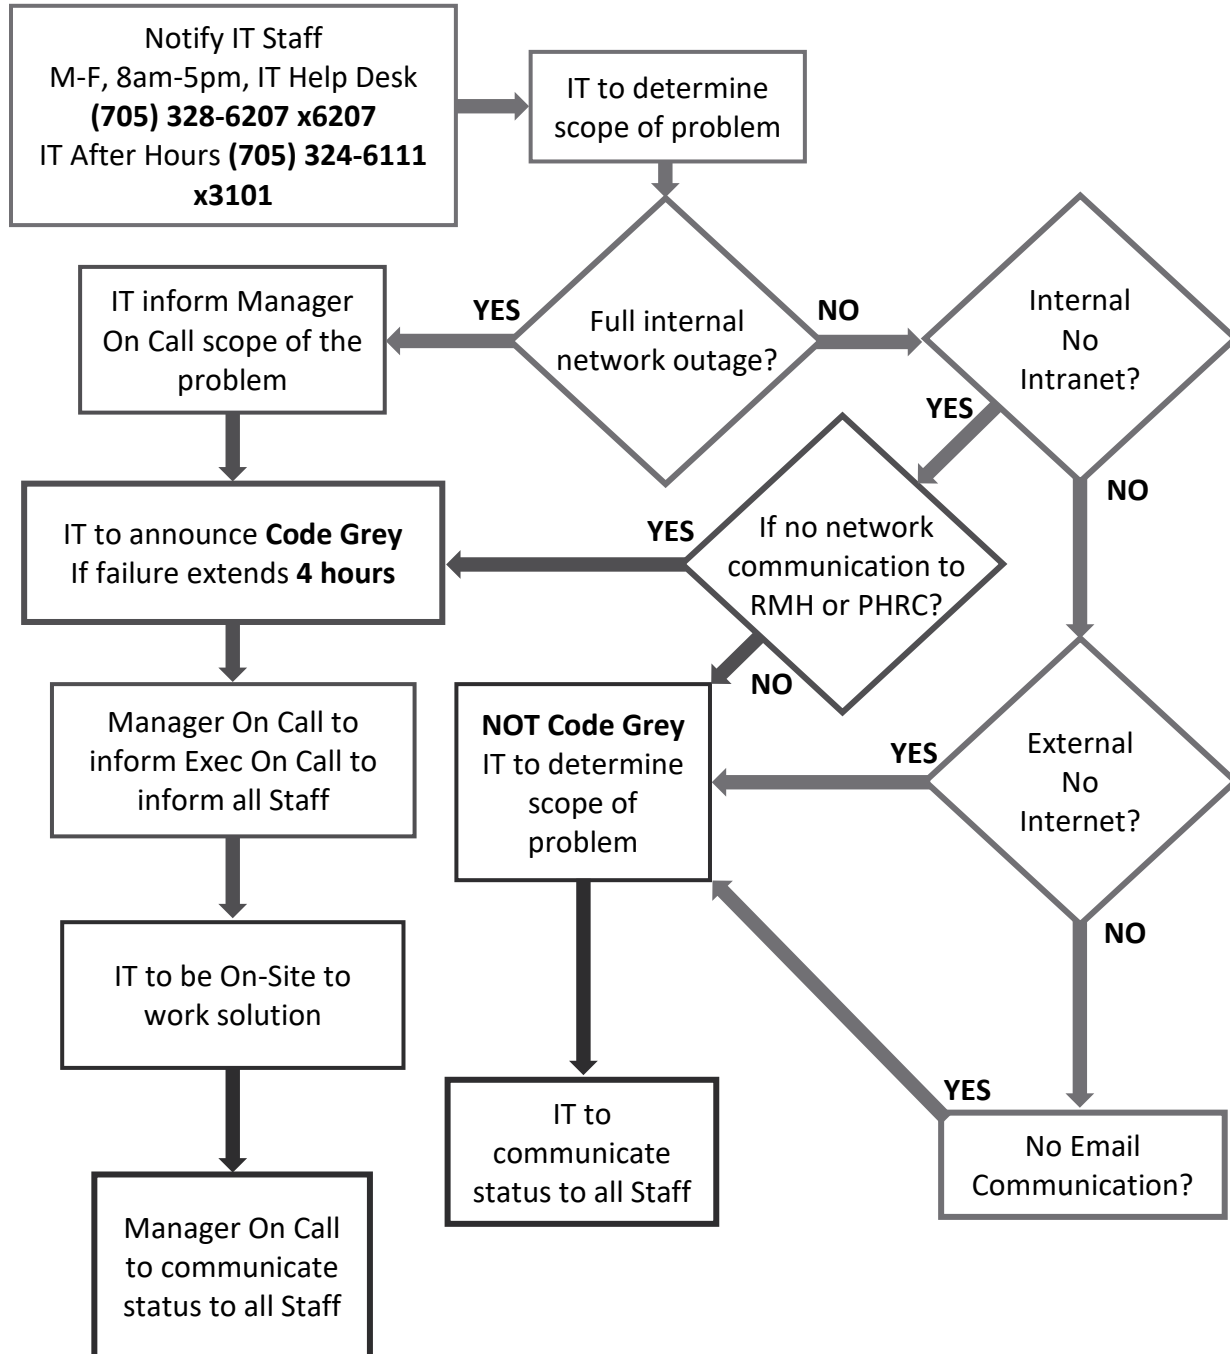 Notify IT Staff
M-F, 8am-5pm, IT Help Desk
(705) 328-6207 x6207
IT After Hours (705) 324-6111
x3101
IT to determine
scope of problem
Full internal
network outage?
YES
NO
IT inform Manager
On Call scope of the
problem
Internal
No
Intranet?
YES
NO
If no network
communication to
RMH or PHRC?
YES
NO
IT to announce Code Grey
If failure extends 4 hours
Manager On Call to
inform Exec On Call to
inform all Staff
IT to be On-Site to
work solution
Manager On Call
to communicate
status to all Staff
NOT Code Grey
IT to determine
scope of
problem
IT to
communicate
status to all Staff
External
No
Internet?
YES
NO
No Email
Communication?
YES